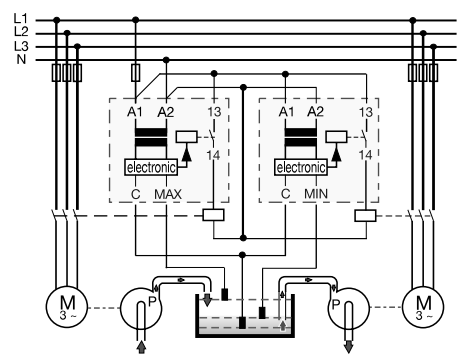 L1
L2
L3
N
A1 A2 13 A1 A2 13
14 14
electronic electronic
C MAX C MIN
M 3 ~ P P M 3 ~